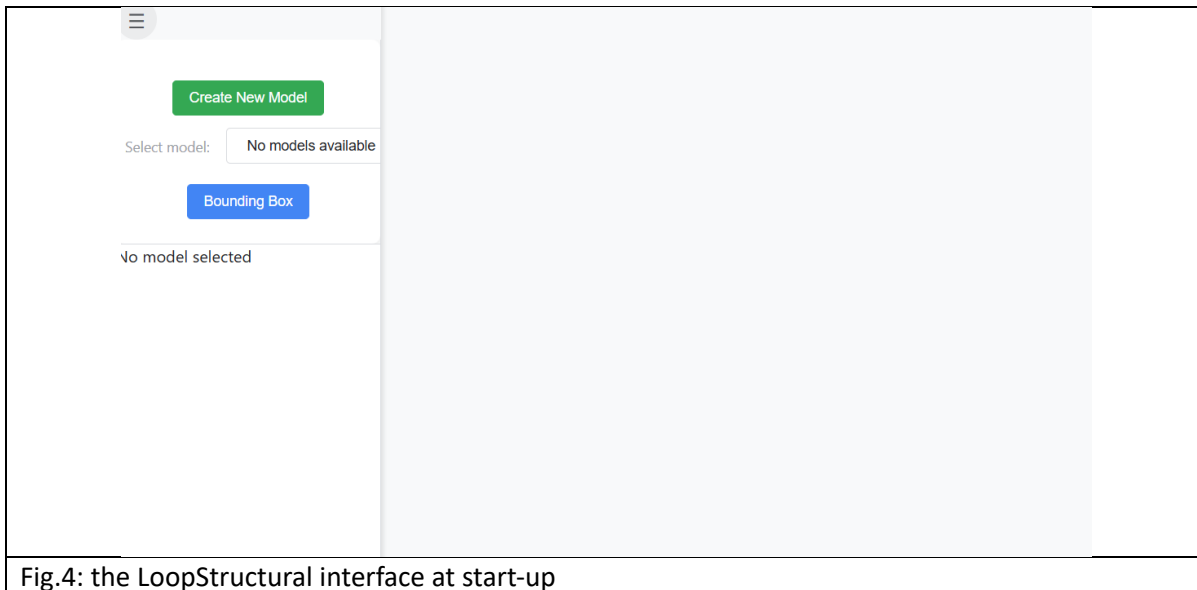 Create New Model
Select model: No models available
Bounding Box
No model selected
Fig.4: the LoopStructural interface at start-up